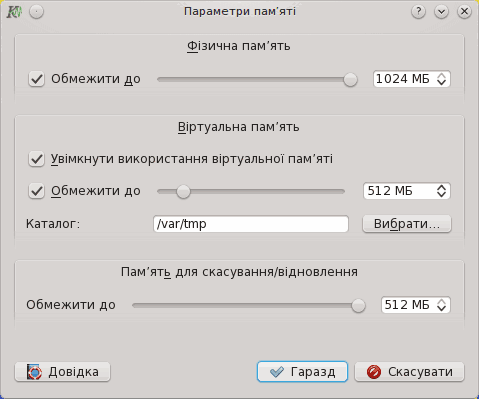 Параметри пам’яті
Фізична пам’ять
Обмежити до 1024 МБ
Віртуальна пам’ять
Увімкнути використання віртуальної пам’яті
Обмежити до 512 МБ
Каталог: /var/tmp Вибрати...
Пам’ять для скасування/відновлення
Обмежити до 512 МБ
Довідка Гаразд Скасувати